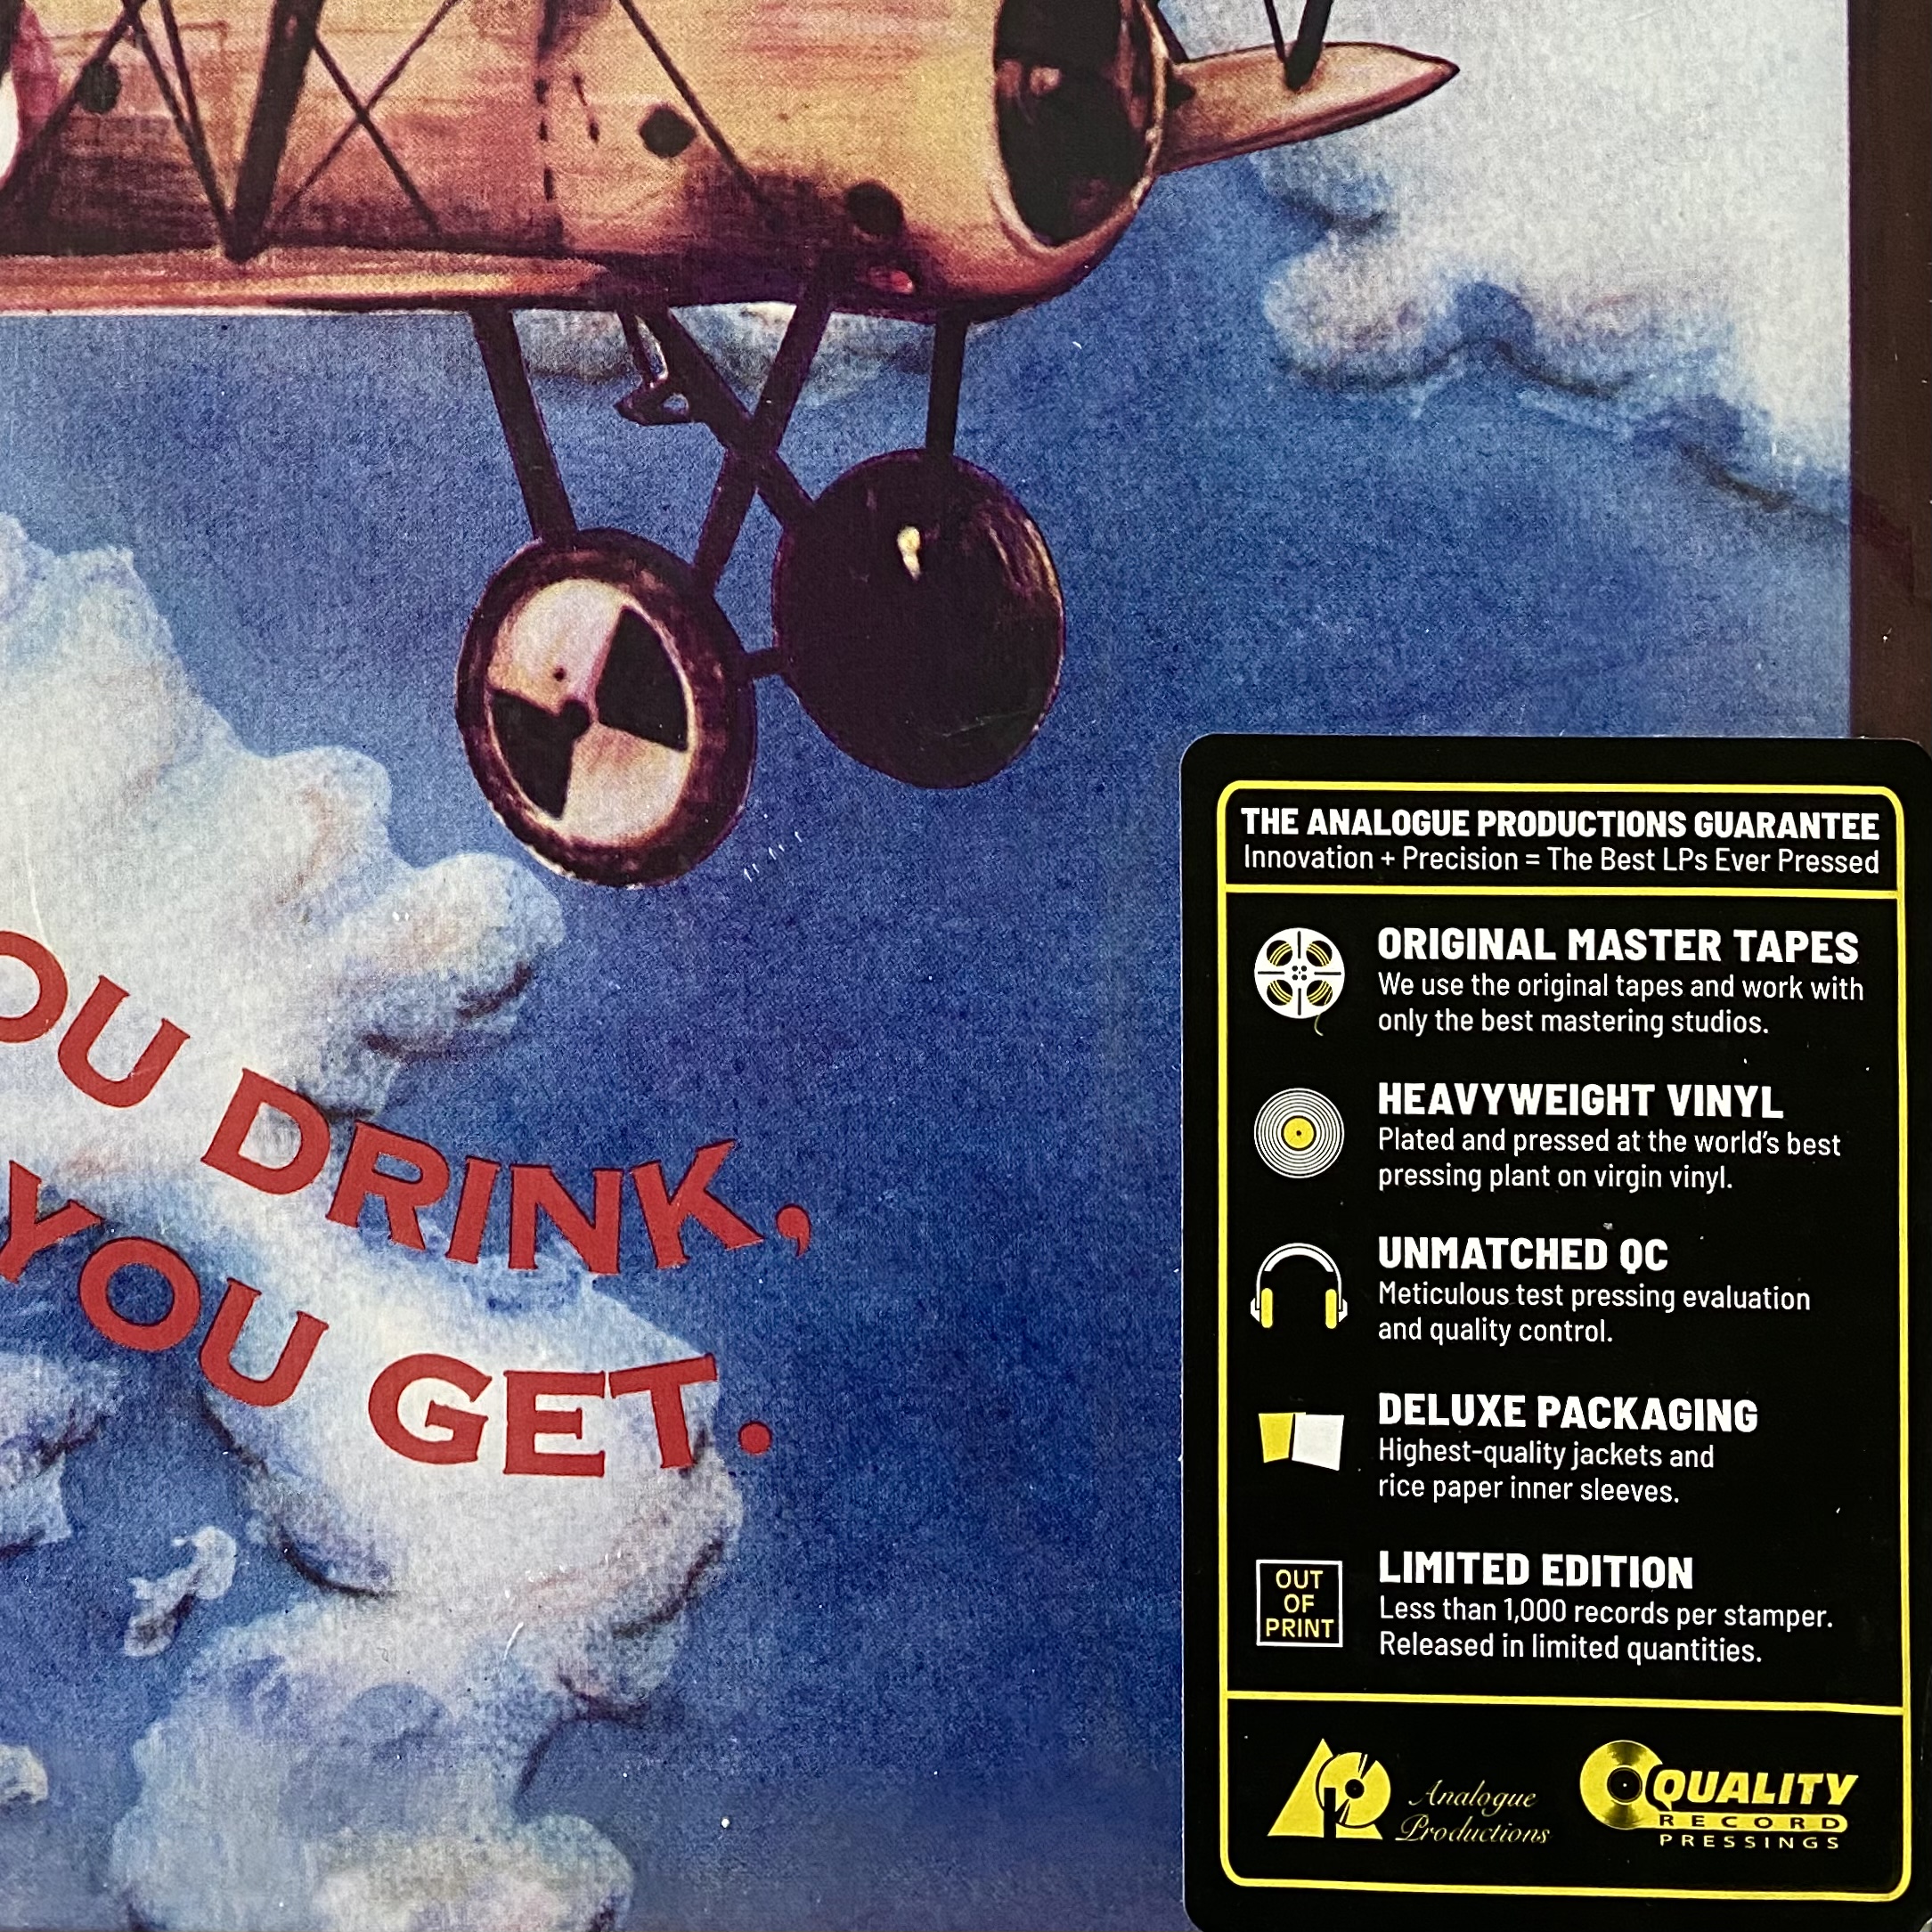 OU DRINK,
YOU GET.
THE ANALOGUE PRODUCTIONS GUARANTEE
Innovation + Precision = The Best LPs Ever Pressed
ORIGINAL MASTER TAPES
We use the original tapes and work with
only the best mastering studios.
HEAVYWEIGHT VINYL
Plated and pressed at the world's best
pressing plant on virgin vinyl.
UNMATCHED QC
Meticulous test pressing evaluation
and quality control.
DELUXE PACKAGING
Highest-quality jackets and
rice paper inner sleeves.
OUT
OF
PRINT
LIMITED EDITION
Less than 1,000 records per stamper.
Released in limited quantities.
Analogue
Productions
QUALITY
RECORD
PRESSINGS